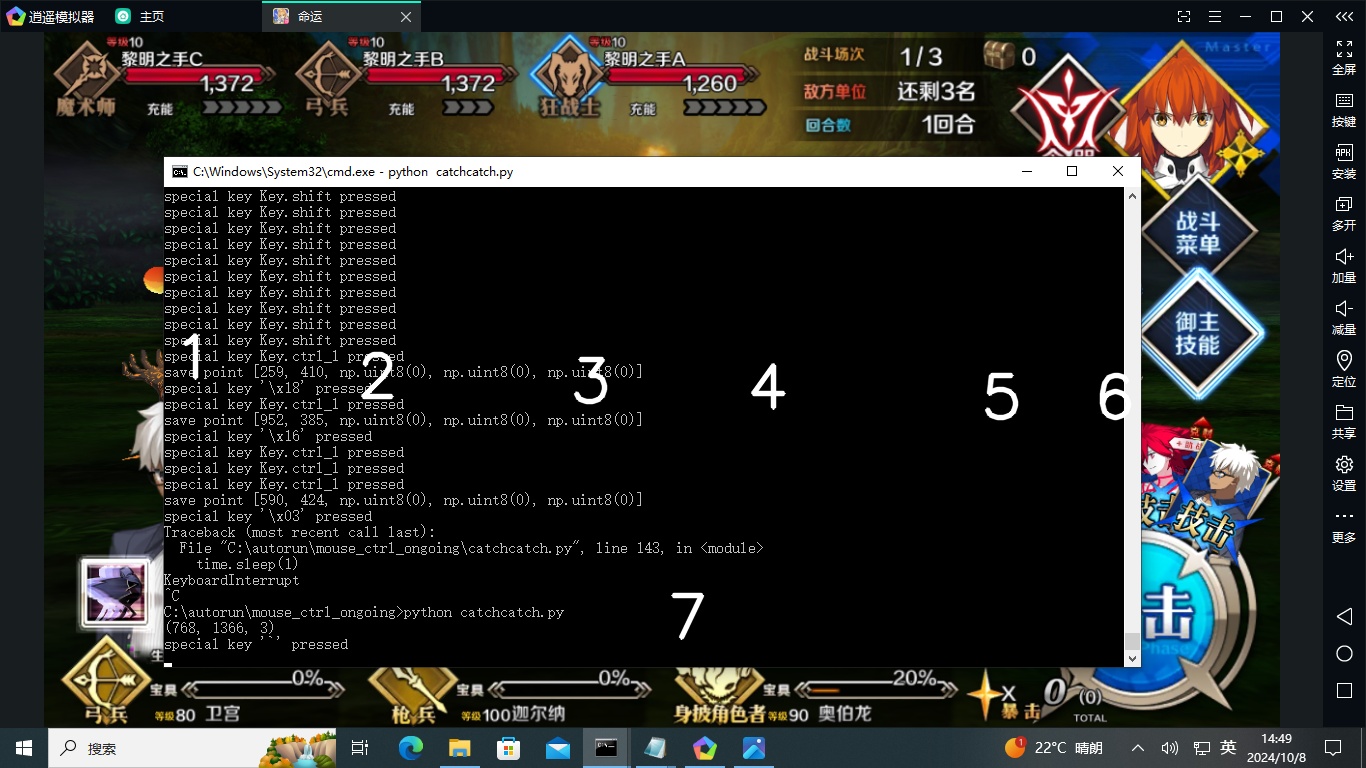 逍遥模拟器 主页 命运
等级10 等级10 等级10
黎明之手C 黎明之手B 黎明之手A 战斗场次 1/3 0 Master
1,372 1,372 1,260 敌方单位 还剩3名
魔术师 充能 弓兵 充能 狂战士 充能 回合数 1回合
全屏
按键
安装
多开
加量
减量
定位
共享
设置
更多
战斗
菜单
御主
技能
C:\Windows\System32\cmd.exe - python  catchcatch.py
special key Key.shift pressed
special key Key.shift pressed
special key Key.shift pressed
special key Key.shift pressed
special key Key.shift pressed
special key Key.shift pressed
special key Key.shift pressed
special key Key.shift pressed
special key Key.shift pressed
special key Key.shift pressed
special key Key.ctrl_l pressed
save point [259, 410, np.uint8(0), np.uint8(0), np.uint8(0)]
special key '\x18' pressed
special key Key.ctrl_l pressed
save point [952, 385, np.uint8(0), np.uint8(0), np.uint8(0)]
special key '\x16' pressed
special key Key.ctrl_l pressed
special key Key.ctrl_l pressed
special key Key.ctrl_l pressed
save point [590, 424, np.uint8(0), np.uint8(0), np.uint8(0)]
special key '\x03' pressed
Traceback (most recent call last):
  File "C:\autorun\mouse_ctrl_ongoing\catchcatch.py", line 143, in <module>
    time.sleep(1)
KeyboardInterrupt
^C
C:\autorun\mouse_ctrl_ongoing>python catchcatch.py
(768, 1366, 3)
special key '`' pressed
1 2 3 4 5 6
7
克制
技击 技击
击
Phase
宝具 0% 宝具 0% 宝具 20% X 0 (0)
弓兵 等级80 卫宫 枪兵 等级100 迦尔纳 身披角色者 等级90 奥伯龙 暴击 TOTAL
搜索 22°C 晴朗 英 14:49
2024/10/8